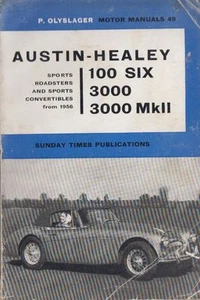 P. OLYSLAGER MOTOR MANUALS 49
AUSTIN-HEALEY
SPORTS
ROADSTERS
AND SPORTS
CONVERTIBLES
from 1956
100 SIX
3000
3000 MkII
SUNDAY TIMES PUBLICATIONS